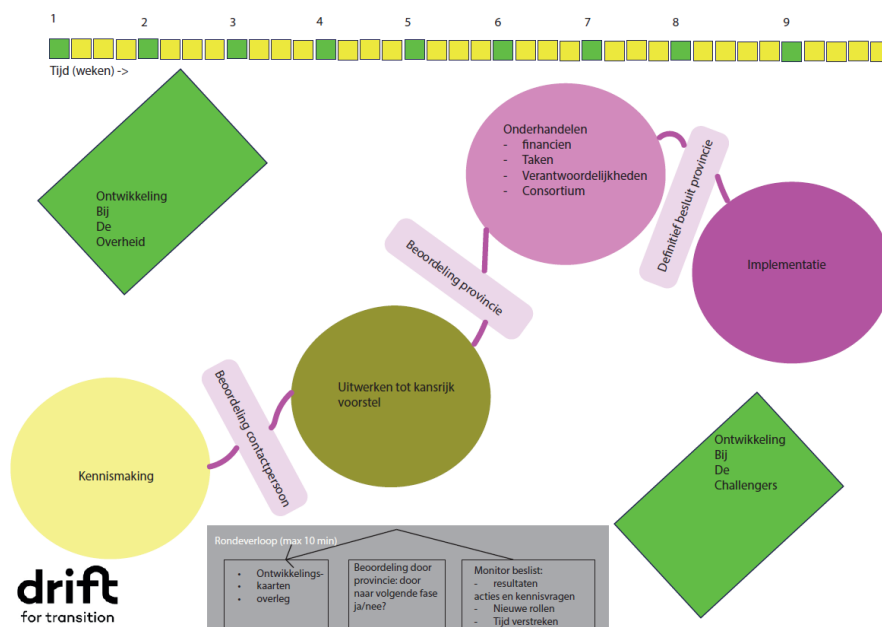 1 2 3 4 5 6 7 8 9
Tijd (weken) ->
Ontwikkeling
Bij
De
Overheid
Onderhandelen
- financien
- Taken
- Verantwoordelijkheden
- Consortium
Definitief besluit provincie
Implementatie
Beoordeling provincie
Uitwerken tot kansrijk
voorstel
Beoordeling contactpersoon
Kennismaking
Ontwikkeling
Bij
De
Challengers
Rondeverloop (max 10 min)
• Ontwikkelings-
• kaarten
• overleg
Beoordeling door
provincie: door
naar volgende fase
ja/nee?
Monitor beslist:
- resultaten
acties en kennisvragen
- Nieuwe rollen
- Tijd verstreken
drift
for transition